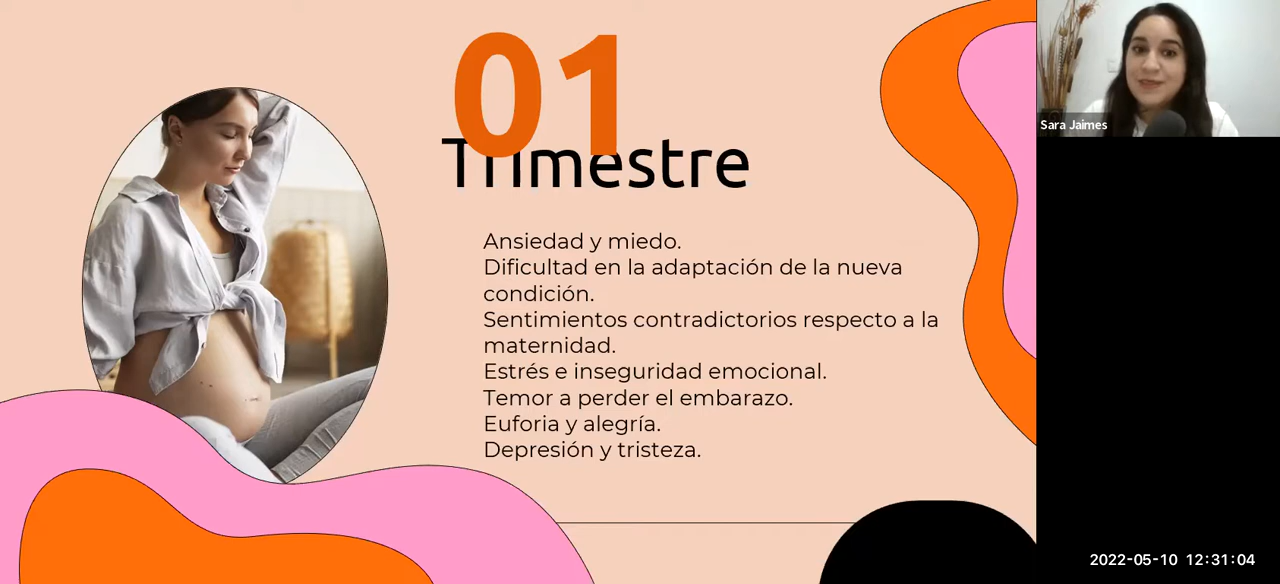 01
Trimestre
Ansiedad y miedo.
Dificultad en la adaptación de la nueva
condición.
Sentimientos contradictorios respecto a la
maternidad.
Estrés e inseguridad emocional.
Temor a perder el embarazo.
Euforia y alegría.
Depresión y tristeza.
Sara Jaimes
2022-05-10 12:31:04